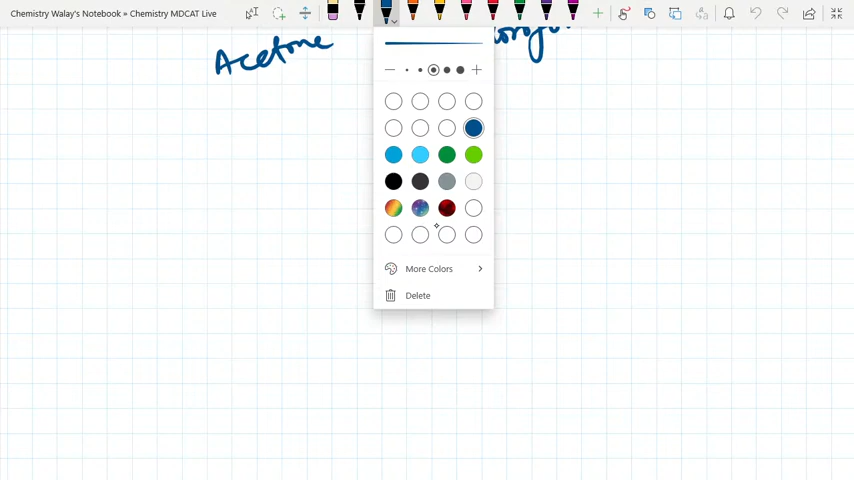 Chemistry Walay's Notebook » Chemistry MDCAT Live
Acetone
More Colors
Delete